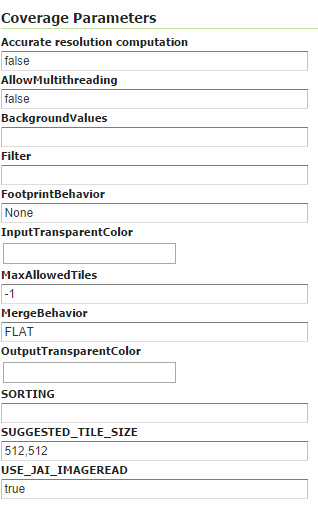 Coverage Parameters
Accurate resolution computation
false
AllowMultithreading
false
BackgroundValues
Filter
FootprintBehavior
None
InputTransparentColor
MaxAllowedTiles
-1
MergeBehavior
FLAT
OutputTransparentColor
SORTING
SUGGESTED_TILE_SIZE
512,512
USE_JAI_IMAGEREAD
true